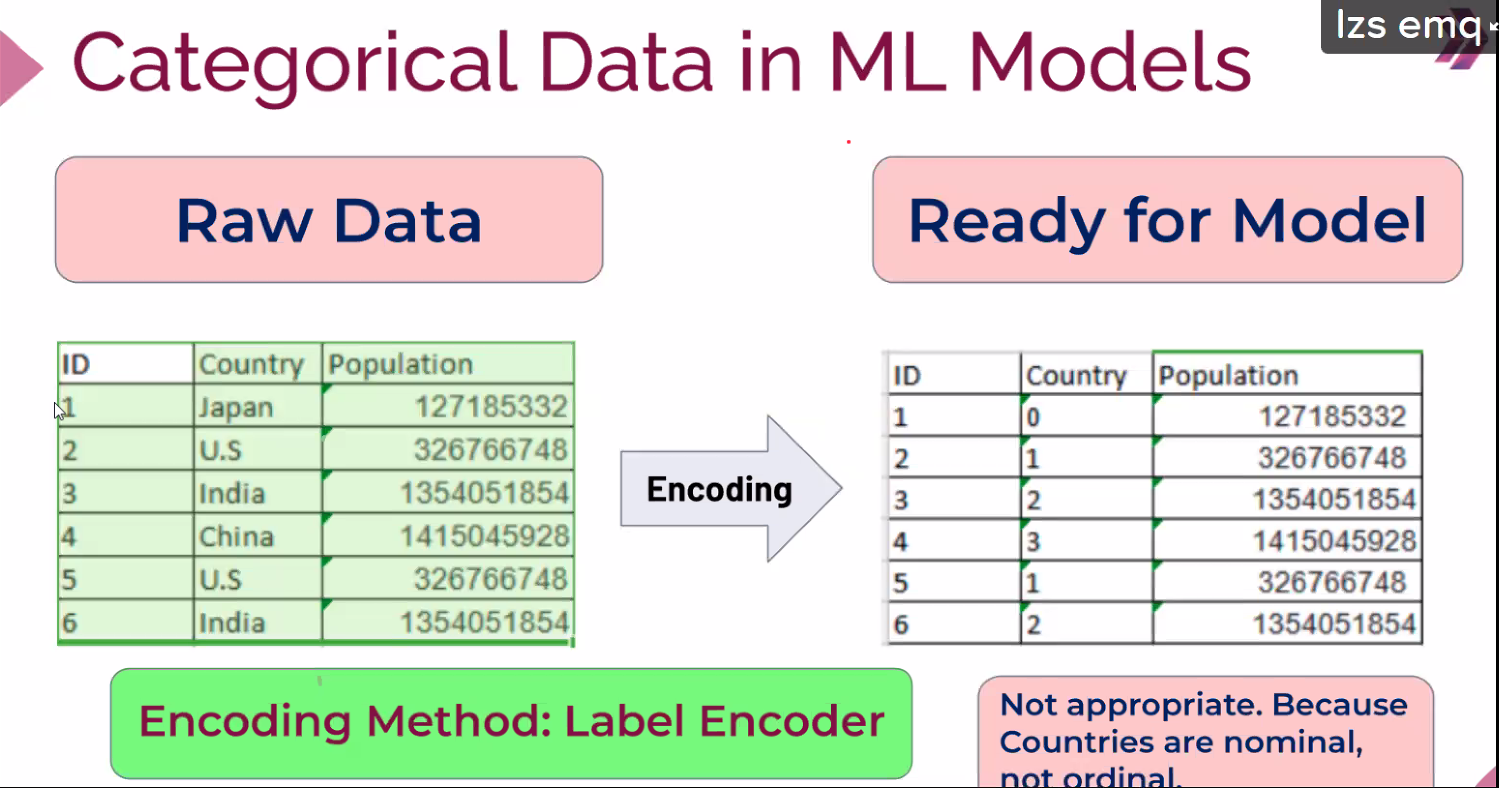 Categorical Data in ML Models
lzs emq
Raw Data
Ready for Model
ID Country Population
1 Japan 127185332
2 U.S 326766748
3 India 1354051854
4 China 1415045928
5 U.S 326766748
6 India 1354051854
Encoding
ID Country Population
1 0 127185332
2 1 326766748
3 2 1354051854
4 3 1415045928
5 1 326766748
6 2 1354051854
Encoding Method: Label Encoder
Not appropriate. Because
Countries are nominal,
not ordinal.